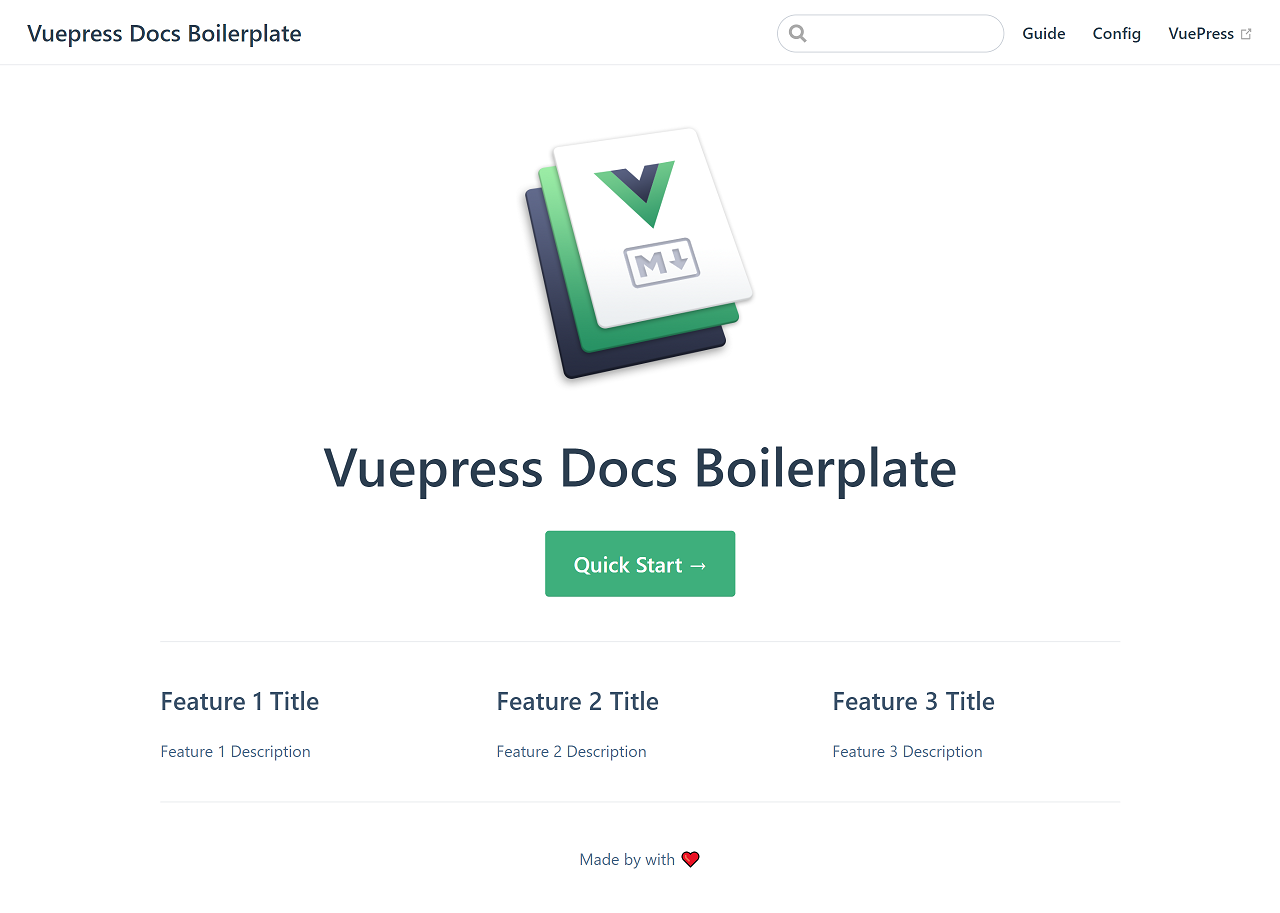 Vuepress Docs Boilerplate
Guide Config VuePress
M
Vuepress Docs Boilerplate
Quick Start →
Feature 1 Title Feature 2 Title Feature 3 Title
Feature 1 Description Feature 2 Description Feature 3 Description
Made by with ❤️